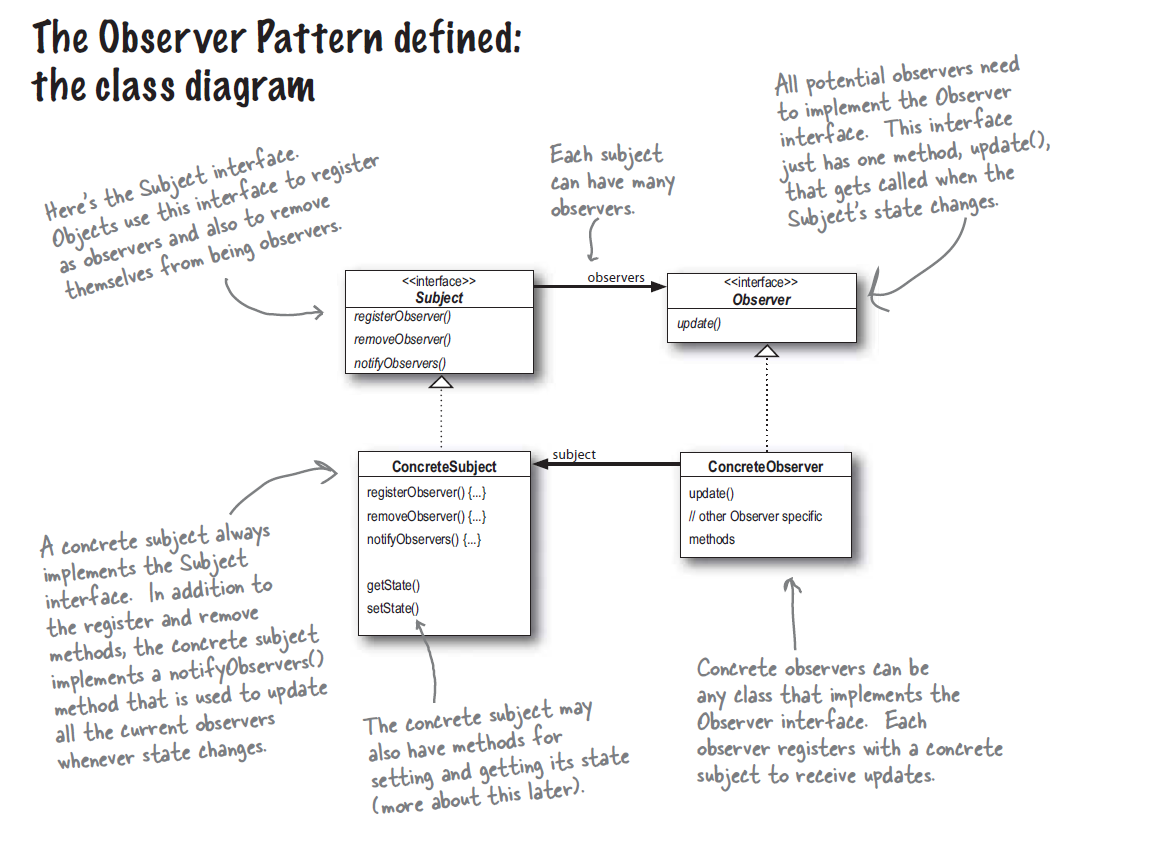 The Observer Pattern defined:
the class diagram
Here's the Subject interface.
Objects use this interface to register
as observers and also to remove
themselves from being observers.
Each subject
can have many
observers.
All potential observers need
to implement the Observer
interface. This interface
just has one method, update(),
that gets called when the
Subject's state changes.
<<interface>>
Subject
registerObserver()
removeObserver()
notifyObservers()
observers
<<interface>>
Observer
update()
ConcreteSubject
registerObserver() {...}
removeObserver() {...}
notifyObservers() {...}
getState()
setState()
subject
ConcreteObserver
update()
// other Observer specific
methods
A concrete subject always
implements the Subject
interface. In addition to
the register and remove
methods, the concrete subject
implements a notifyObservers()
method that is used to update
all the current observers
whenever state changes.
The concrete subject may
also have methods for
setting and getting its state
(more about this later).
Concrete observers can be
any class that implements the
Observer interface. Each
observer registers with a concrete
subject to receive updates.